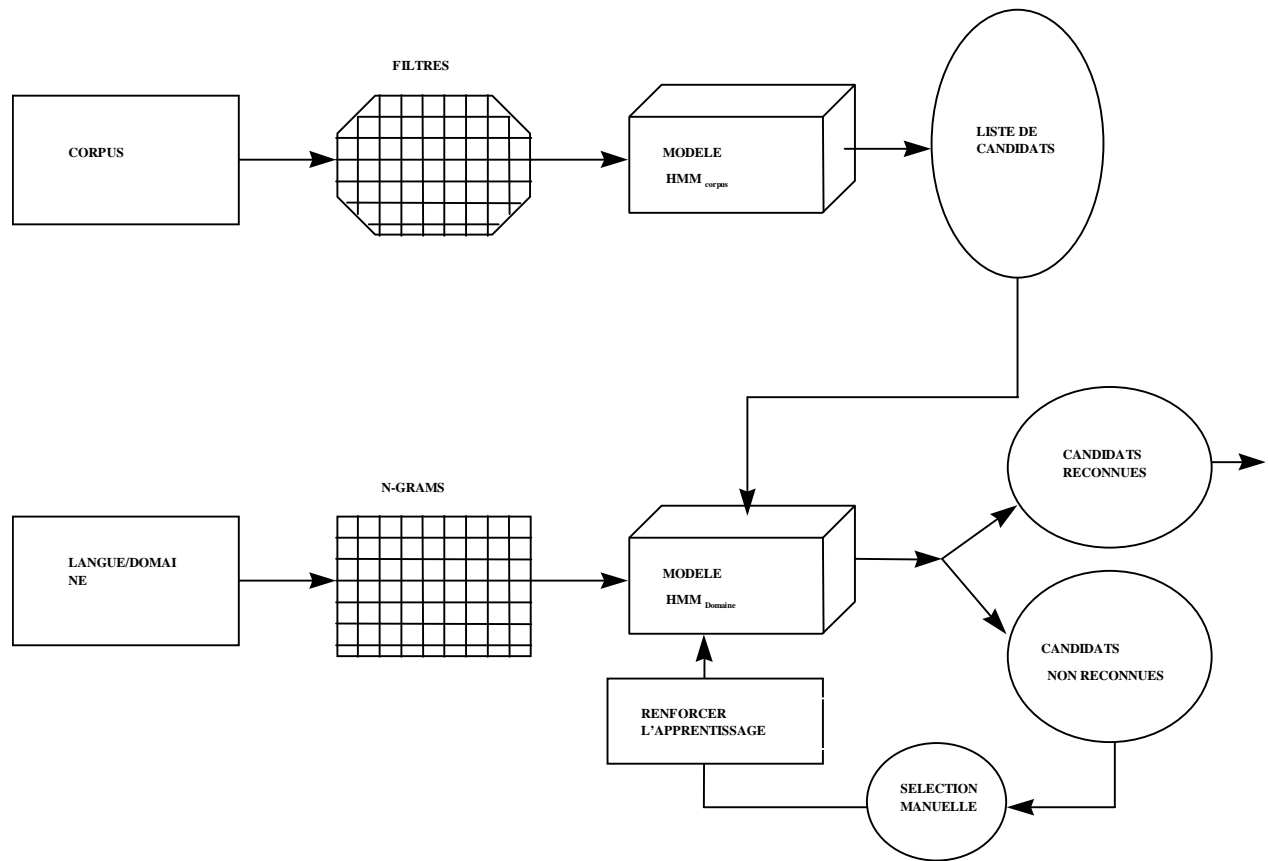 FILTRES
CORPUS
MODELE
HMM corpus
LISTE DE
CANDIDATS
N-GRAMS
LANGUE/DOMAI
NE
MODELE
HMM Domaine
CANDIDATS
RECONNUES
CANDIDATS
NON RECONNUES
RENFORCER
L'APPRENTISSAGE
SELECTION
MANUELLE